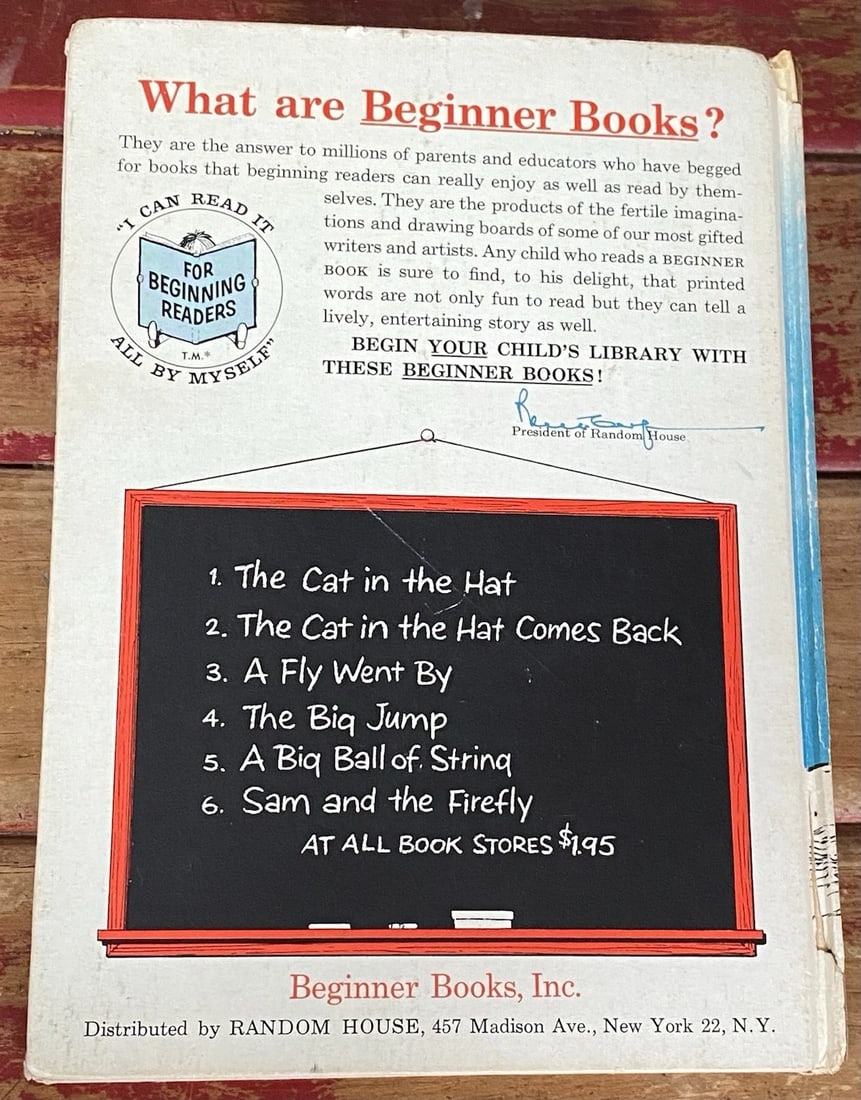 What are Beginner Books?
They are the answer to millions of parents and educators who have begged
for books that beginning readers can really enjoy as well as read by them-
selves. They are the products of the fertile imagina-
tions and drawing boards of some of our most gifted
writers and artists. Any child who reads a BEGINNER
BOOK is sure to find, to his delight, that printed
words are not only fun to read but they can tell a
lively, entertaining story as well.
BEGIN YOUR CHILD'S LIBRARY WITH
THESE BEGINNER BOOKS!
"I CAN READ IT
FOR
BEGINNING
READERS
T.M.*
ALL BY MYSELF"
President of Random House
1. The Cat in the Hat
2. The Cat in the Hat Comes Back
3. A Fly Went By
4. The Big Jump
5. A Big Ball of String
6. Sam and the Firefly
AT ALL BOOK STORES $1.95
Beginner Books, Inc.
Distributed by RANDOM HOUSE, 457 Madison Ave., New York 22, N.Y.